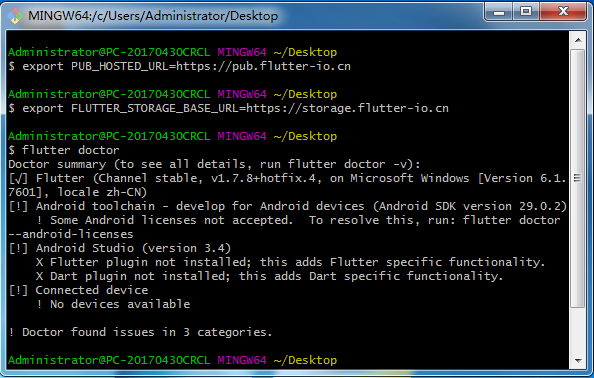 MINGW64:/c/Users/Administrator/Desktop
Administrator@PC-20170430CRCL MINGW64 ~/Desktop
$ export PUB_HOSTED_URL=https://pub.flutter-io.cn
Administrator@PC-20170430CRCL MINGW64 ~/Desktop
$ export FLUTTER_STORAGE_BASE_URL=https://storage.flutter-io.cn
Administrator@PC-20170430CRCL MINGW64 ~/Desktop
$ flutter doctor
Doctor summary (to see all details, run flutter doctor -v):
[√] Flutter (Channel stable, v1.7.8+hotfix.4, on Microsoft Windows [Version 6.1.
7601], locale zh-CN)
[!] Android toolchain - develop for Android devices (Android SDK version 29.0.2)
    ! Some Android licenses not accepted.  To resolve this, run: flutter doctor
--android-licenses
[!] Android Studio (version 3.4)
    X Flutter plugin not installed; this adds Flutter specific functionality.
    X Dart plugin not installed; this adds Dart specific functionality.
[!] Connected device
    ! No devices available
! Doctor found issues in 3 categories.
Administrator@PC-20170430CRCL MINGW64 ~/Desktop